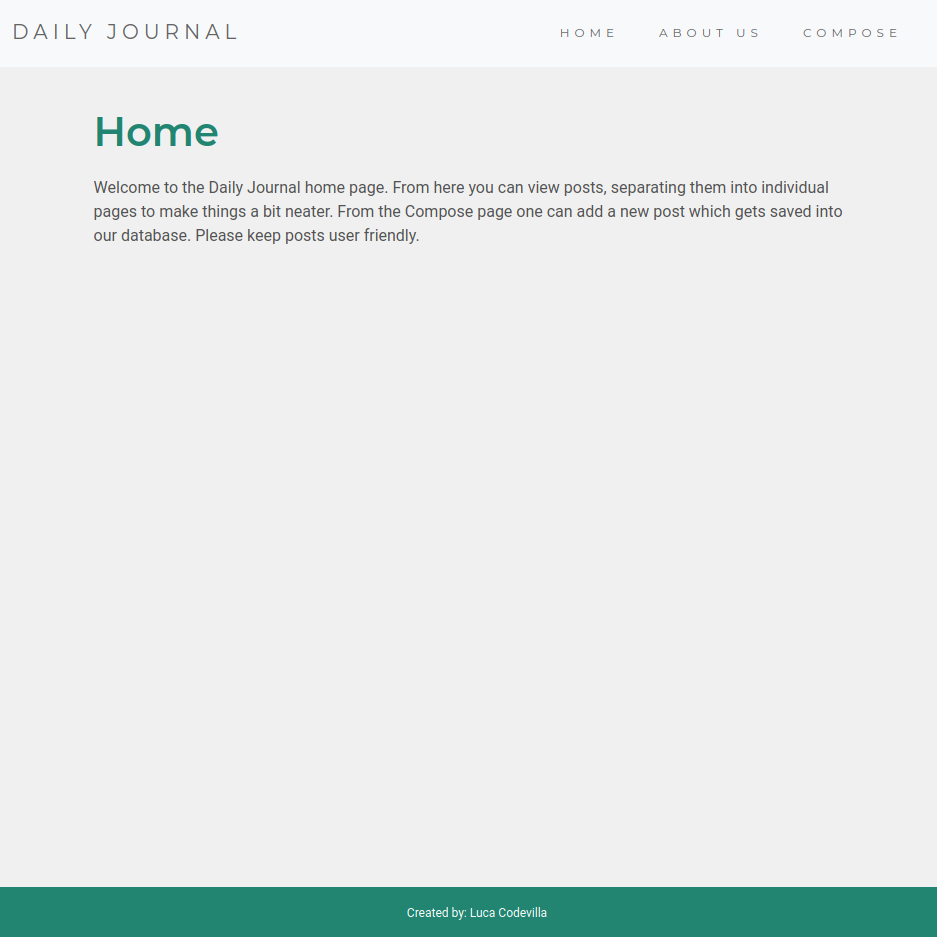 DAILY JOURNAL
HOME ABOUT US COMPOSE
Home
Welcome to the Daily Journal home page. From here you can view posts, separating them into individual
pages to make things a bit neater. From the Compose page one can add a new post which gets saved into
our database. Please keep posts user friendly.
Created by: Luca Codevilla